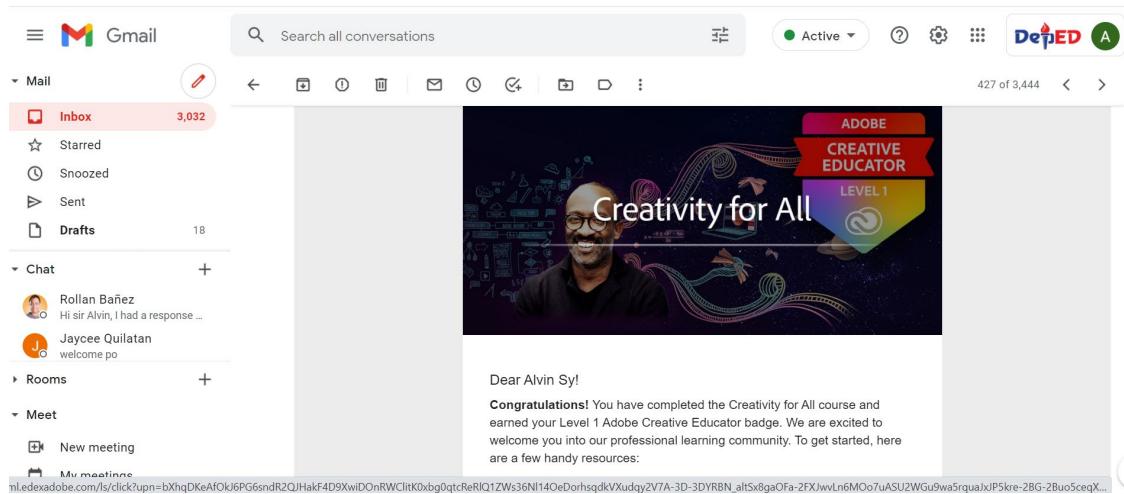 Gmail
Search all conversations
Active
DepED
A
Mail
427 of 3,444
Inbox 3,032
Starred
Snoozed
Sent
Drafts 18
Chat
Rollan Bañez
Hi sir Alvin, I had a response ...
J
Jaycee Quilatan
welcome po
Rooms
Meet
New meeting
My meetings
ADOBE
CREATIVE
EDUCATOR
LEVEL 1
Creativity for All
Dear Alvin Sy!
Congratulations! You have completed the Creativity for All course and
earned your Level 1 Adobe Creative Educator badge. We are excited to
welcome you into our professional learning community. To get started, here
are a few handy resources: